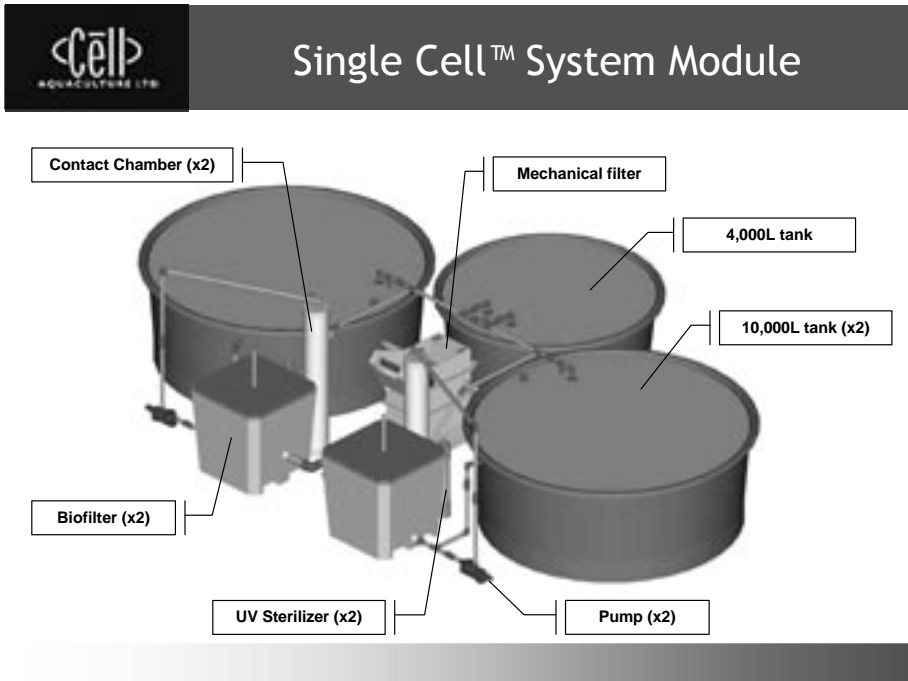 Cēll
AQUACULTURE LTD
Single Cell™ System Module
Contact Chamber (x2)
Mechanical filter
4,000L tank
10,000L tank (x2)
Biofilter (x2)
UV Sterilizer (x2)
Pump (x2)